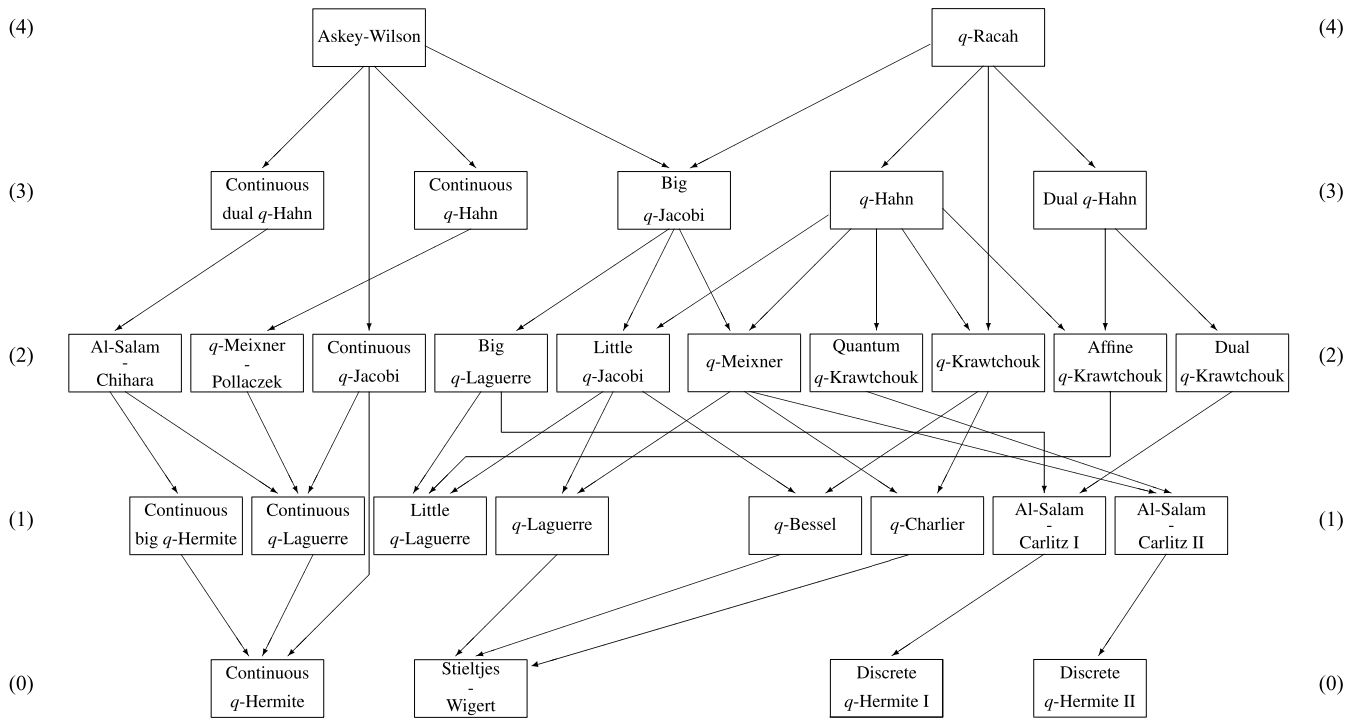 (4)
Askey-Wilson
q-Racah
(4)
(3)
Continuous
dual q-Hahn
Continuous
q-Hahn
Big
q-Jacobi
q-Hahn
Dual q-Hahn
(3)
(2)
Al-Salam
-
Chihara
q-Meixner
-
Pollaczek
Continuous
q-Jacobi
Big
q-Laguerre
Little
q-Jacobi
q-Meixner
Quantum
q-Krawtchouk
q-Krawtchouk
Affine
q-Krawtchouk
Dual
q-Krawtchouk
(2)
(1)
Continuous
big q-Hermite
Continuous
q-Laguerre
Little
q-Laguerre
q-Laguerre
q-Bessel
q-Charlier
Al-Salam
-
Carlitz I
Al-Salam
-
Carlitz II
(1)
(0)
Continuous
q-Hermite
Stieltjes
-
Wigert
Discrete
q-Hermite I
Discrete
q-Hermite II
(0)